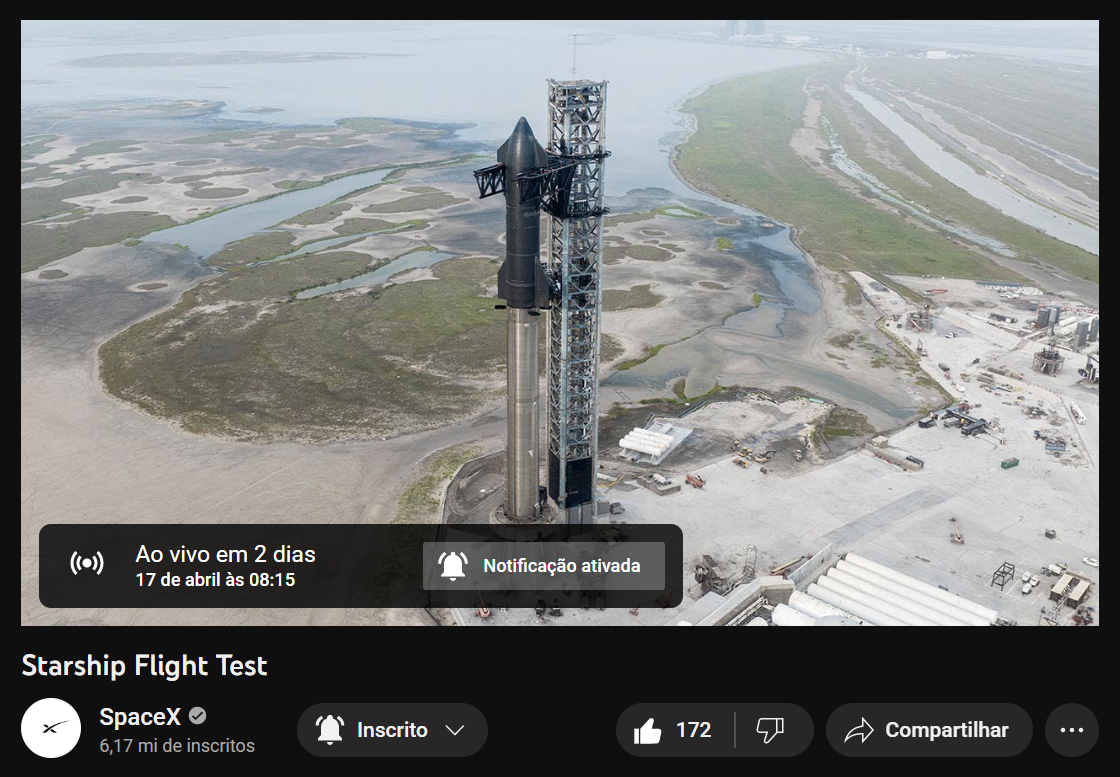 Ao vivo em 2 dias
17 de abril às 08:15
Notificação ativada
Starship Flight Test
SpaceX
6,17 mi de inscritos
Inscrito
172
Compartilhar